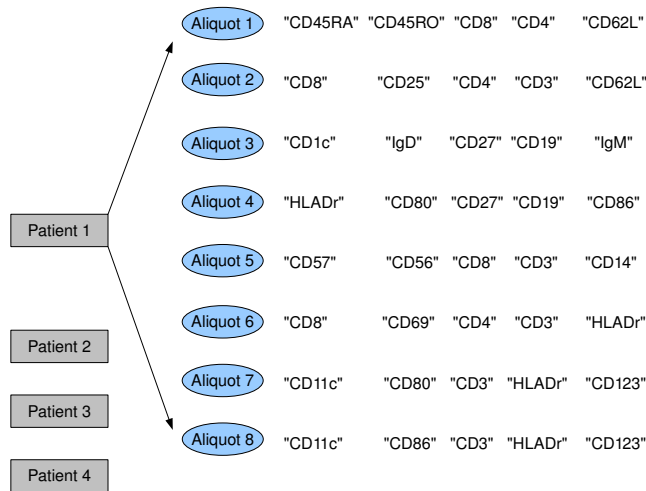 Aliquot 1 "CD45RA" "CD45RO" "CD8" "CD4" "CD62L"
Aliquot 2 "CD8" "CD25" "CD4" "CD3" "CD62L"
Aliquot 3 "CD1c" "IgD" "CD27" "CD19" "IgM"
Aliquot 4 "HLADr" "CD80" "CD27" "CD19" "CD86"
Patient 1
Aliquot 5 "CD57" "CD56" "CD8" "CD3" "CD14"
Aliquot 6 "CD8" "CD69" "CD4" "CD3" "HLADr"
Patient 2
Aliquot 7 "CD11c" "CD80" "CD3" "HLADr" "CD123"
Patient 3
Aliquot 8 "CD11c" "CD86" "CD3" "HLADr" "CD123"
Patient 4